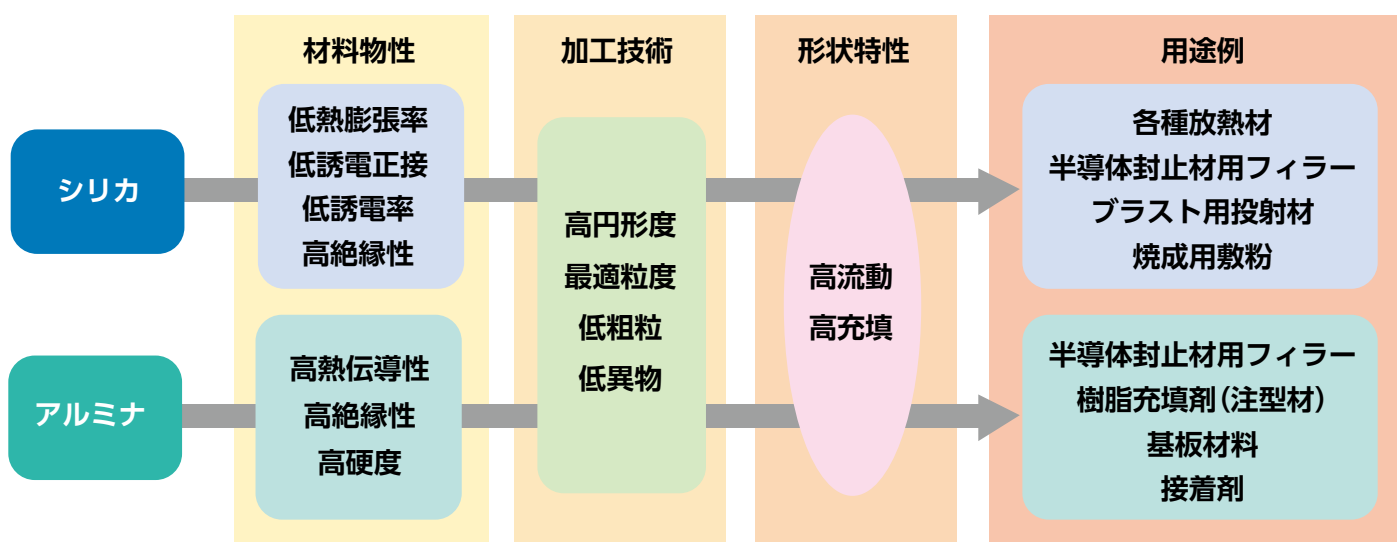 材料物性
加工技術
形状特性
用途例
シリカ
低熱膨張率
低誘電正接
低誘電率
高絶縁性
アルミナ
高熱伝導性
高絶縁性
高硬度
高円形度
最適粒度
低粗粒
低異物
高流動
高充填
各種放熱材
半導体封止材用フィラー
ブラスト用投射材
焼成用敷粉
半導体封止材用フィラー
樹脂充填剤（注型材）
基板材料
接着剤